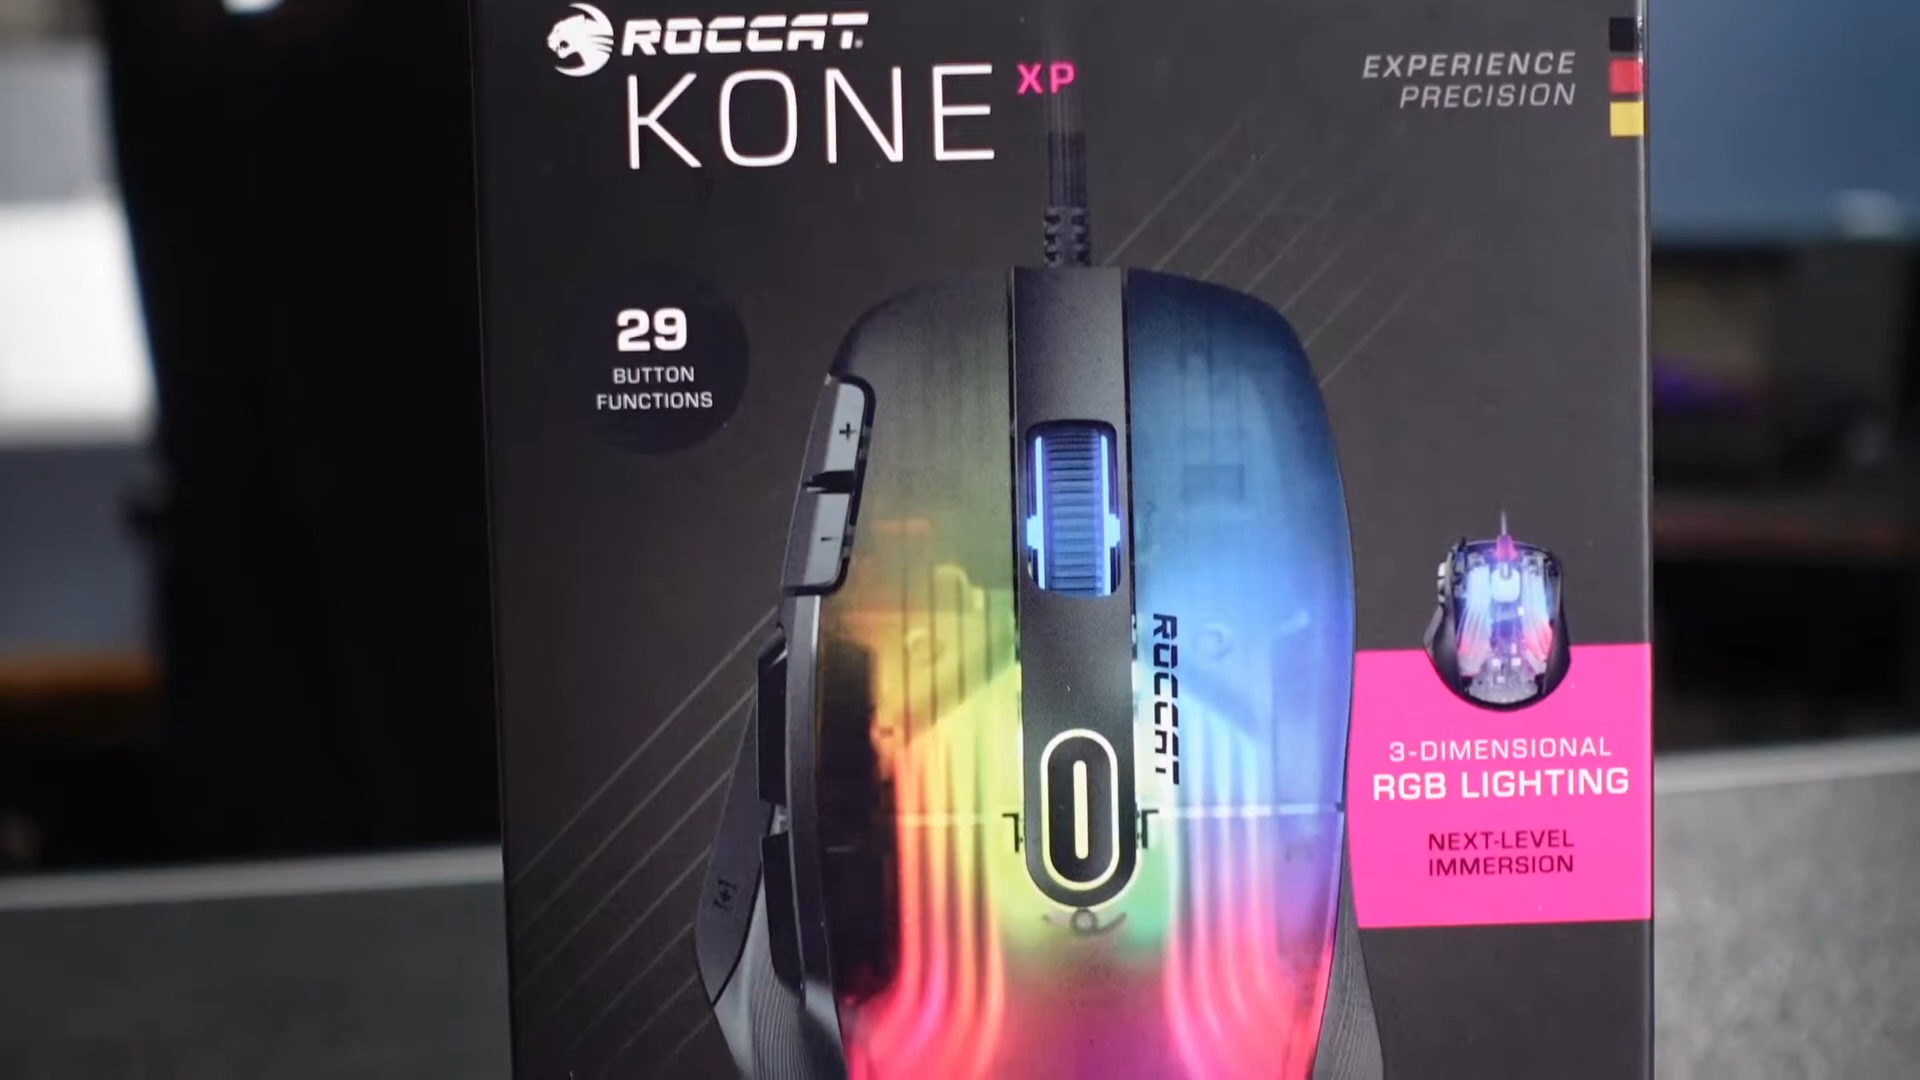 ROCCAT
KONE XP
EXPERIENCE
PRECISION
29
BUTTON
FUNCTIONS
+
-
ROCCAT
3-DIMENSIONAL
RGB LIGHTING
NEXT-LEVEL
IMMERSION
[+]